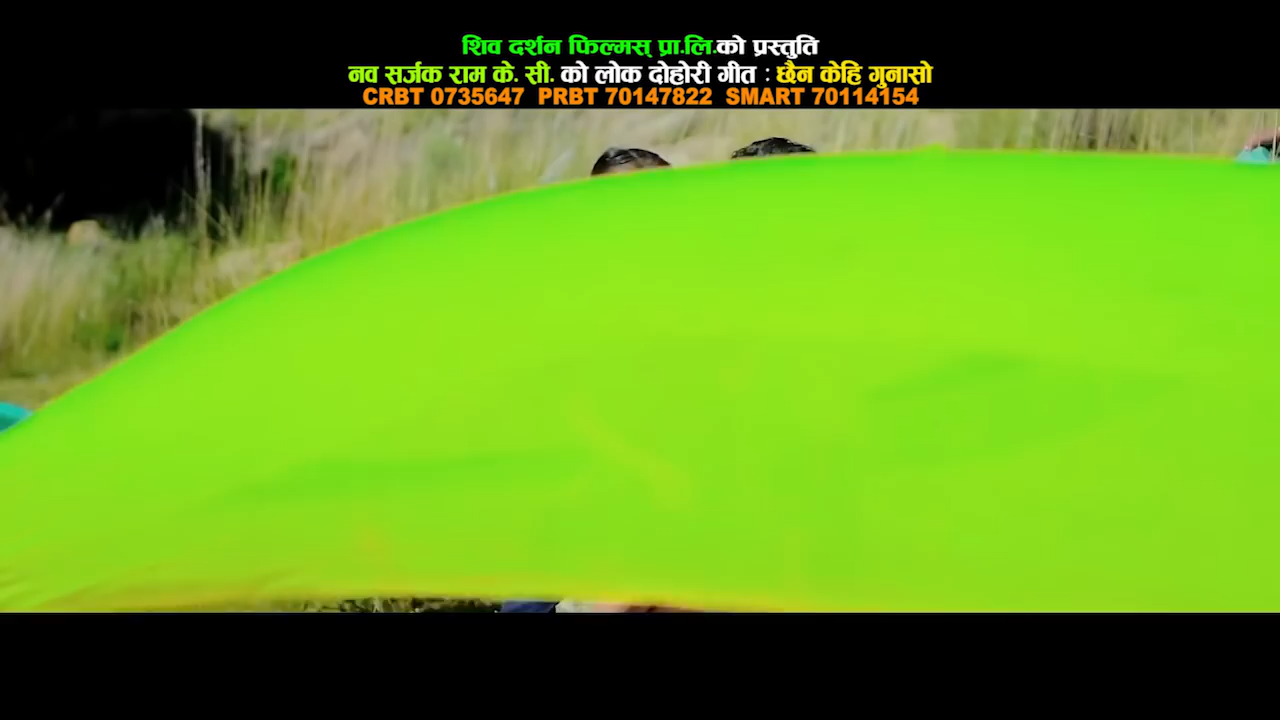 शिव दर्शन फिल्मस् प्रा.लि.को प्रस्तुति
नव सर्जक राम के. सी. को लोक दोहोरी गीत : छैन केहि गुनासो
CRBT 0735647 PRBT 70147822 SMART 70114154